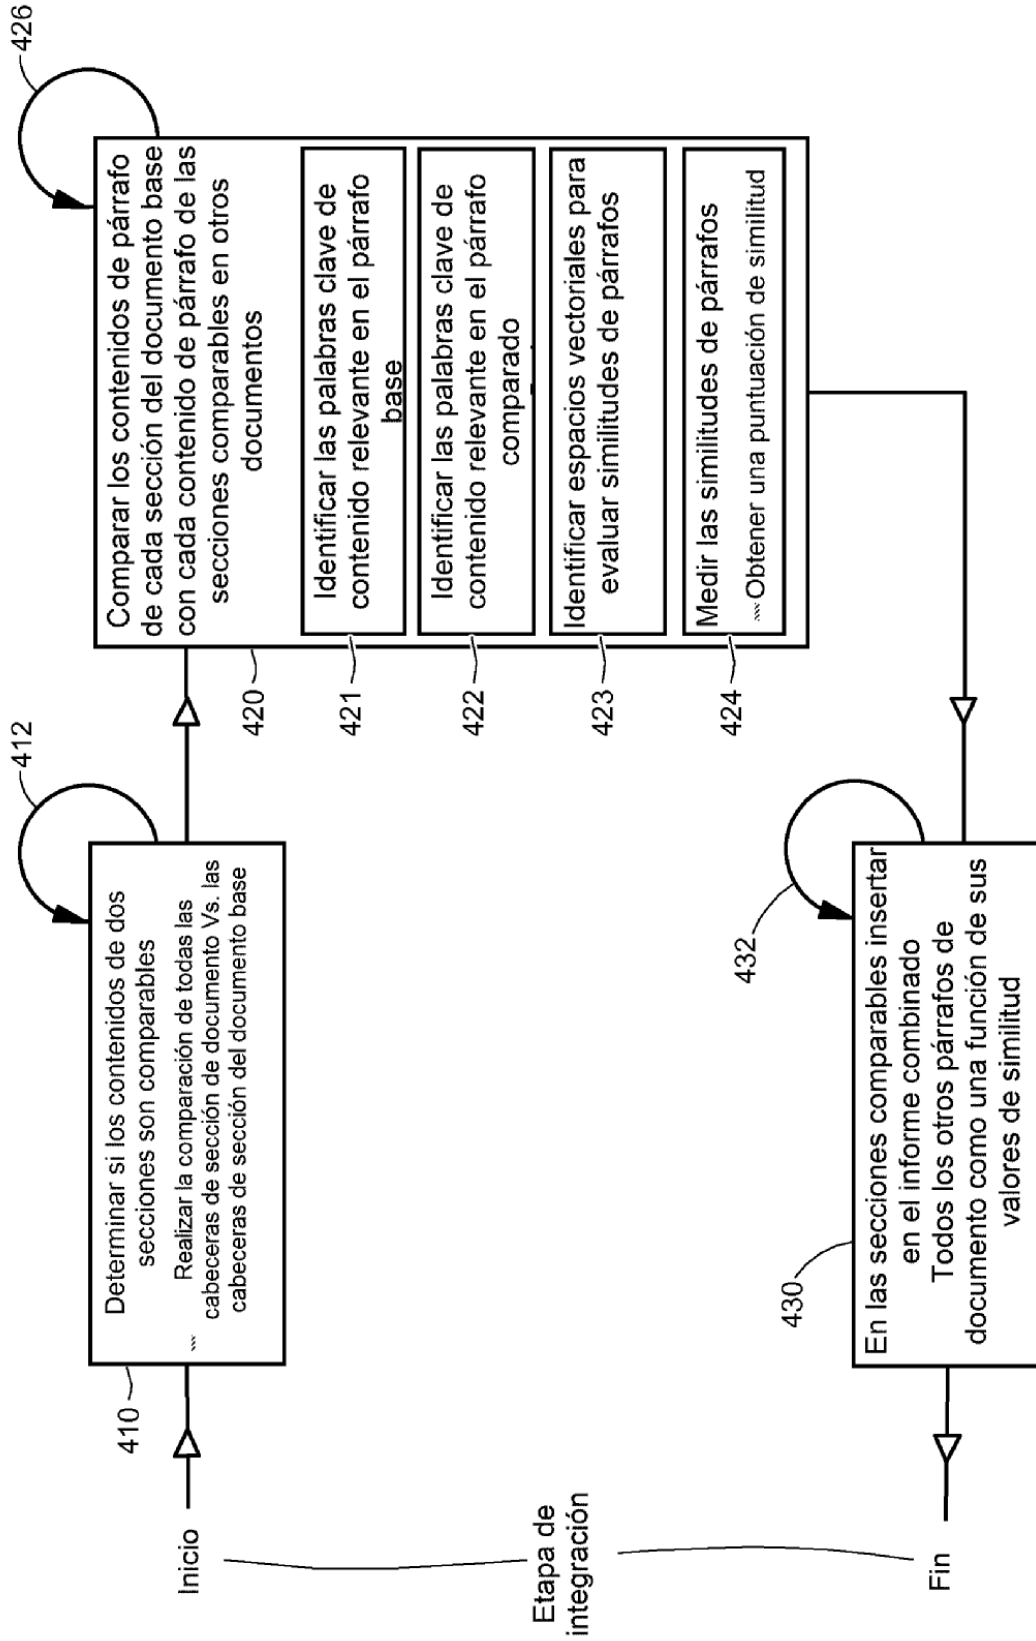 Inicio
410
Determinar si los contenidos de dos
secciones son comparables
Realizar la comparación de todas las
cabeceras de sección de documento Vs. las
cabeceras de sección del documento base
412
420
Comparar los contenidos de párrafo
de cada sección del documento base
con cada contenido de párrafo de las
secciones comparables en otros
documentos
426
421
Identificar las palabras clave de
contenido relevante en el párrafo
base
422
Identificar las palabras clave de
contenido relevante en el párrafo
comparado
423
Identificar espacios vectoriales para
evaluar similitudes de párrafos
424
Medir las similitudes de párrafos
Obtener una puntuación de similitud
Etapa de
integración
430
432
En las secciones comparables insertar
en el informe combinado
Todos los otros párrafos de
documento como una función de sus
valores de similitud
Fin